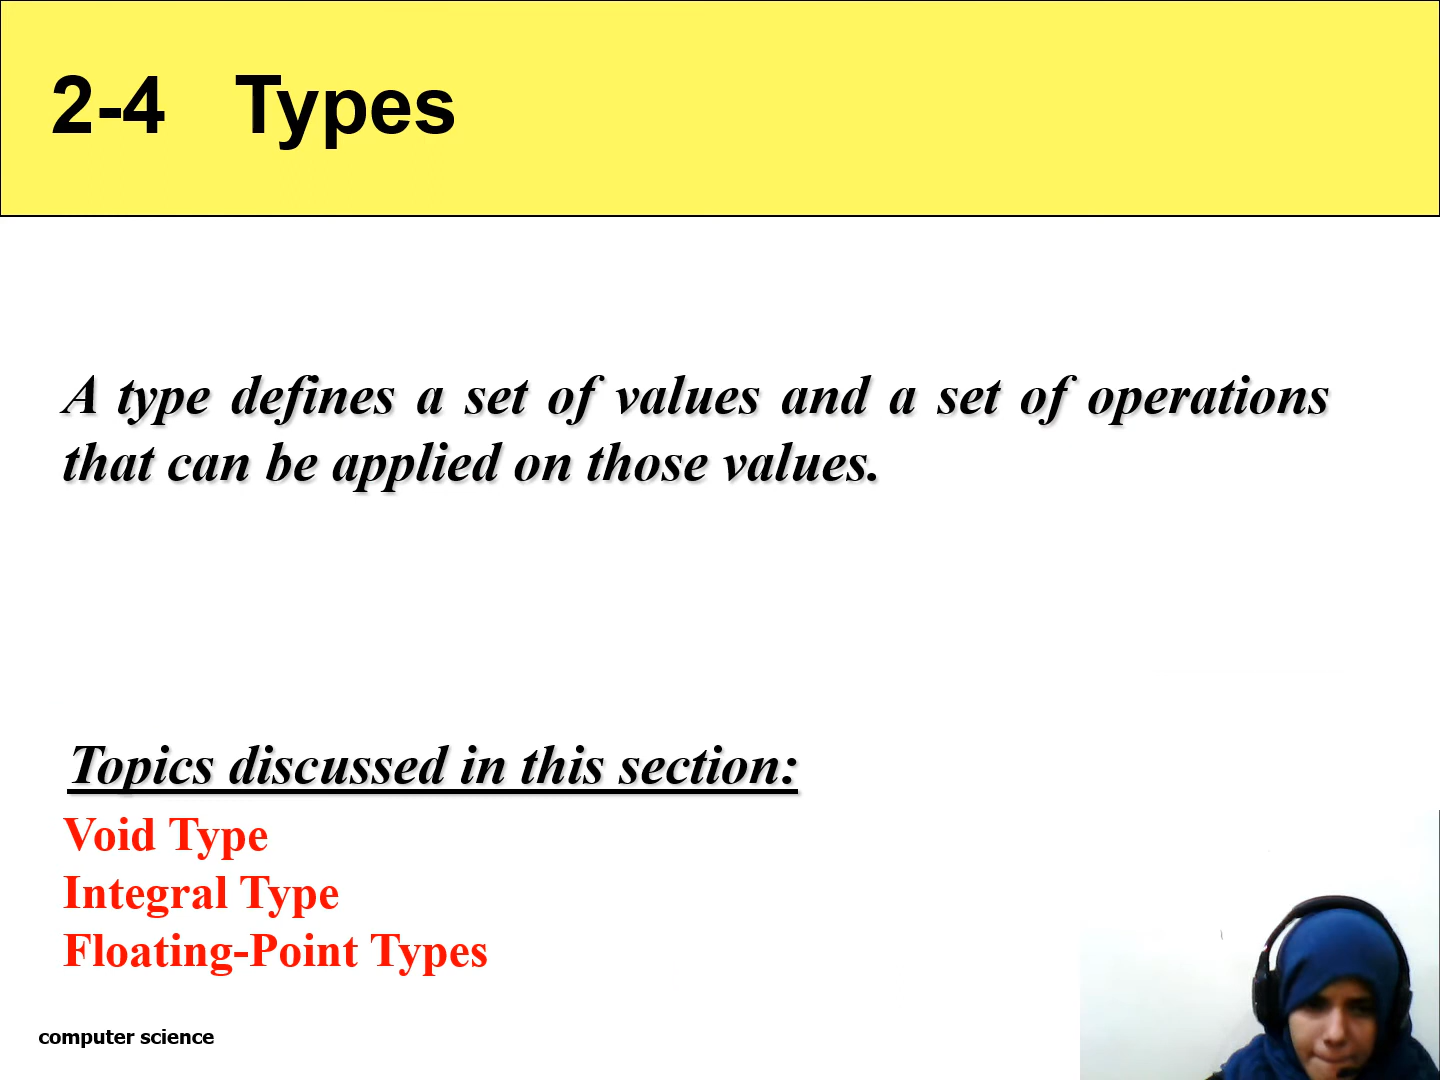 2-4 Types
A type defines a set of values and a set of operations
that can be applied on those values.
Topics discussed in this section:
Void Type
Integral Type
Floating-Point Types
computer science